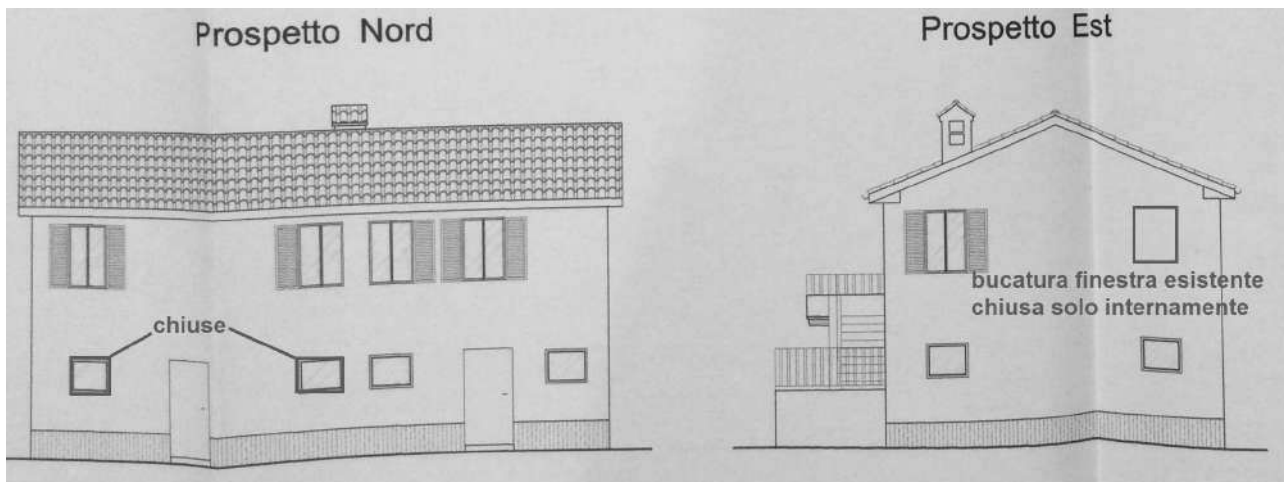 Prospetto Nord
Prospetto Est
chiuse
bucatura finestra esistente
chiusa solo internamente